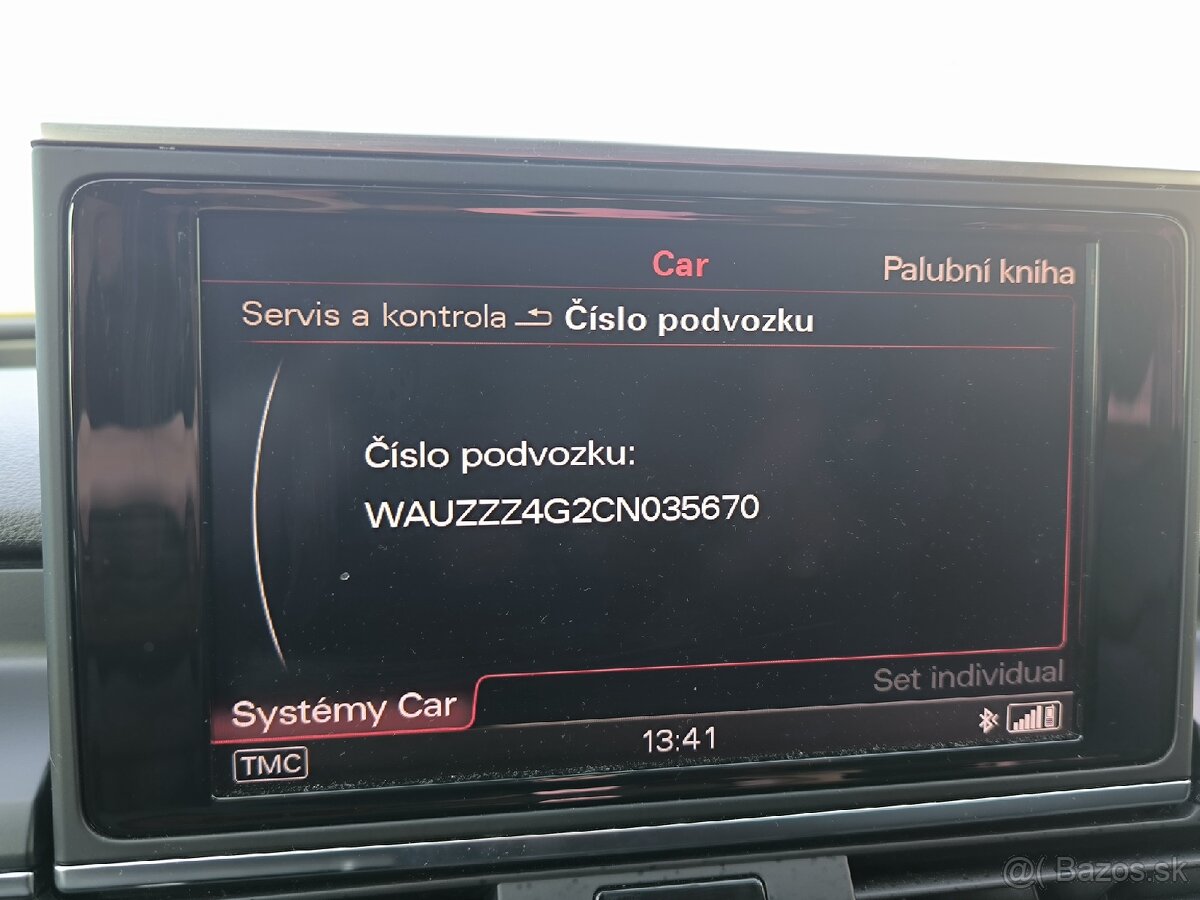 Car
Palubní kniha
Servis a kontrola Číslo podvozku
Číslo podvozku:
WAUZZZ4G2CN035670
Set individual
Systémy Car
13:41
TMC
@( Bazos.sk